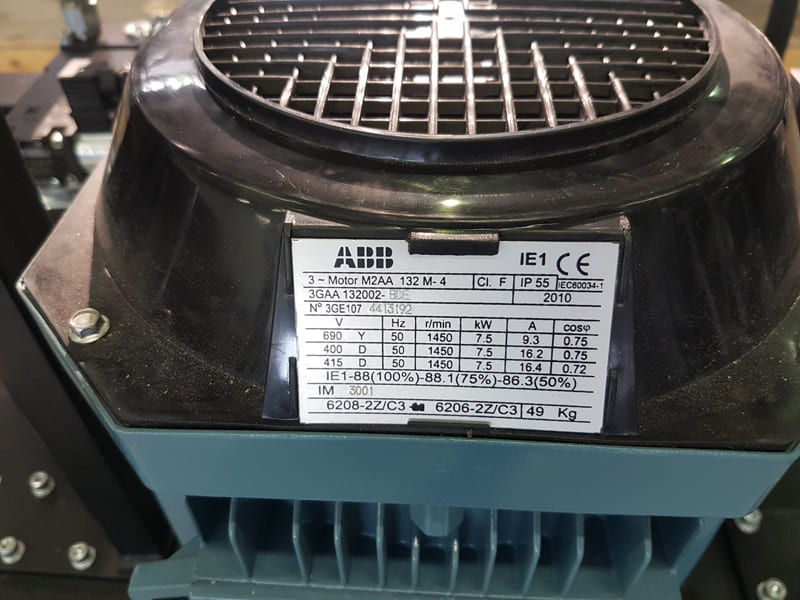 ABB IE1 CE
3 ~ Motor M2AA 132 M- 4 Cl. F IP 55 IEC60034-1
3GAA 132002- 2010
N° 3GE107 4413192
V Hz r/min kW A cosφ
690 Y 50 1450 7.5 9.3 0.75
400 D 50 1450 7.5 16.2 0.75
415 D 50 1450 7.5 16.4 0.72
IE1-88(100%)-88.1(75%)-86.3(50%)
IM 3001
6208-2Z/C3 6206-2Z/C3 49 Kg